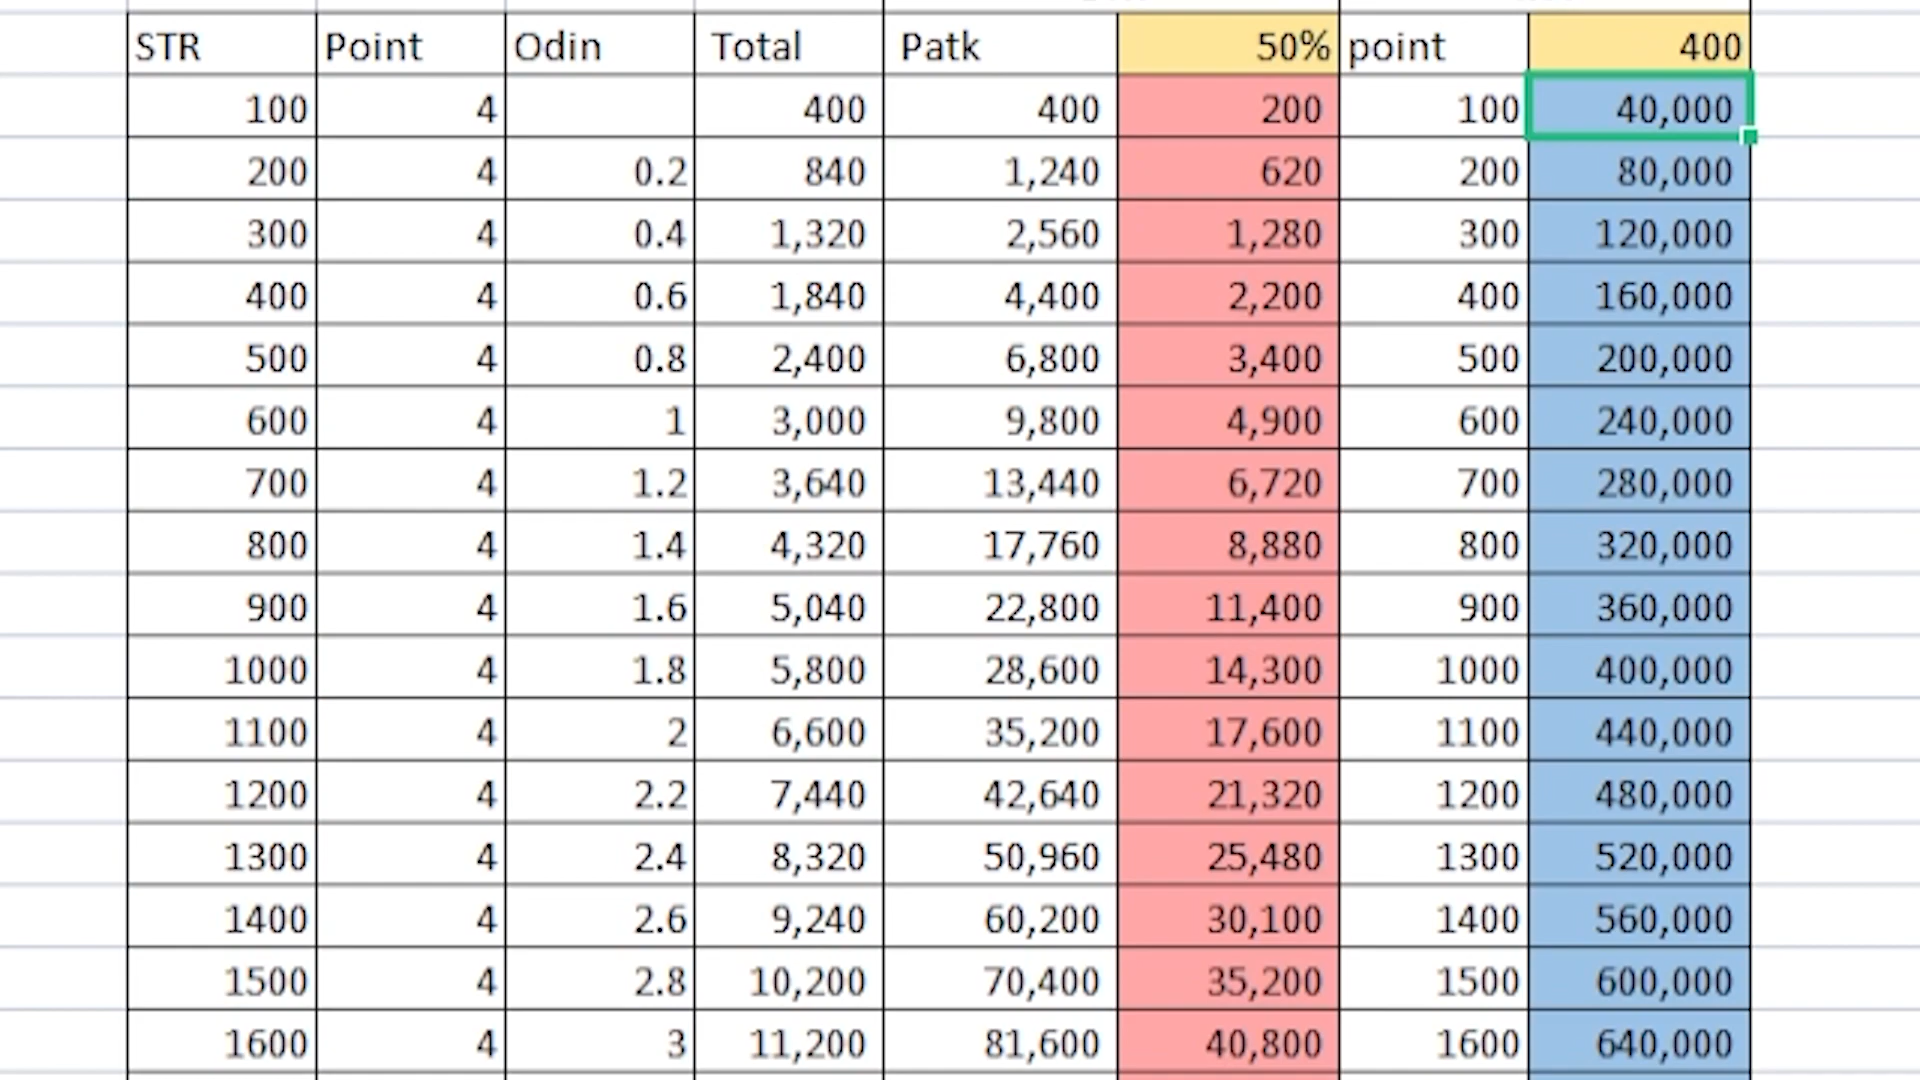 STR Point Odin Total Patk 50% point 400
100 4 400 400 200 100 40,000
200 4 0.2 840 1,240 620 200 80,000
300 4 0.4 1,320 2,560 1,280 300 120,000
400 4 0.6 1,840 4,400 2,200 400 160,000
500 4 0.8 2,400 6,800 3,400 500 200,000
600 4 1 3,000 9,800 4,900 600 240,000
700 4 1.2 3,640 13,440 6,720 700 280,000
800 4 1.4 4,320 17,760 8,880 800 320,000
900 4 1.6 5,040 22,800 11,400 900 360,000
1000 4 1.8 5,800 28,600 14,300 1000 400,000
1100 4 2 6,600 35,200 17,600 1100 440,000
1200 4 2.2 7,440 42,640 21,320 1200 480,000
1300 4 2.4 8,320 50,960 25,480 1300 520,000
1400 4 2.6 9,240 60,200 30,100 1400 560,000
1500 4 2.8 10,200 70,400 35,200 1500 600,000
1600 4 3 11,200 81,600 40,800 1600 640,000